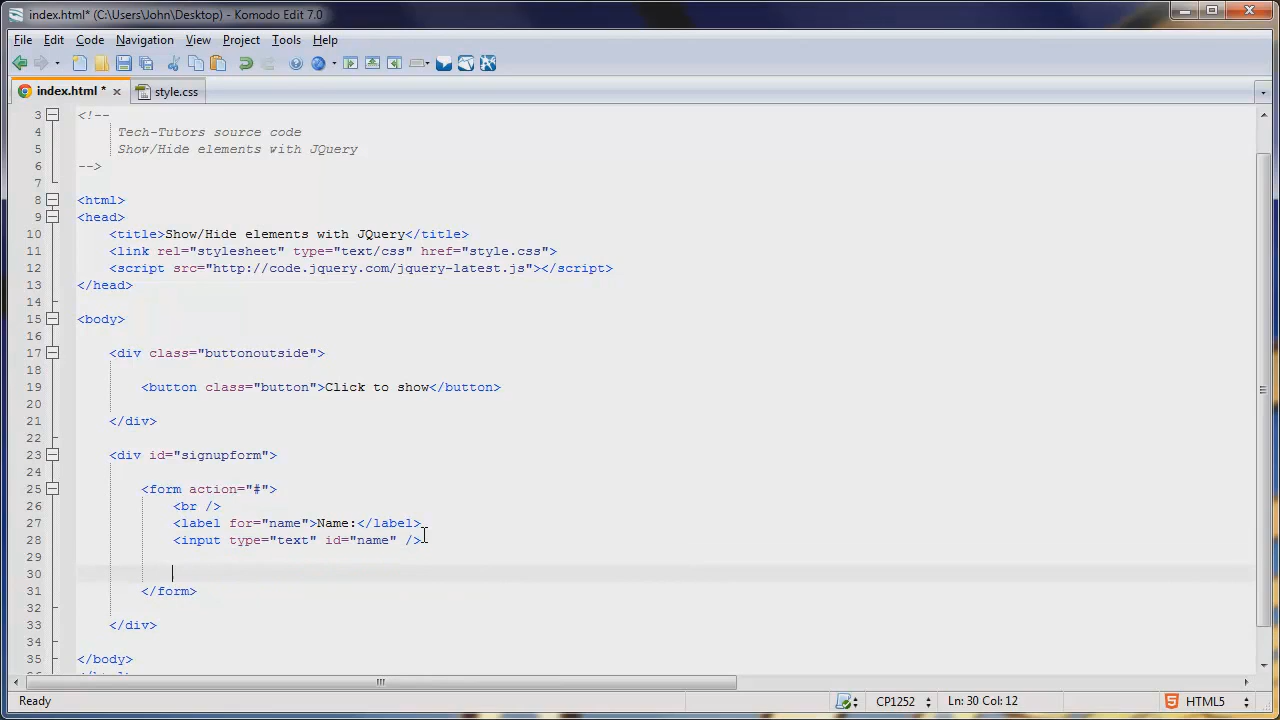 index.html* (C:\Users\John\Desktop) - Komodo Edit 7.0
File Edit Code Navigation View Project Tools Help
index.html * style.css
3 <!--
4 Tech-Tutors source code
5 Show/Hide elements with JQuery
6 -->
7
8 <html>
9 <head>
10 <title>Show/Hide elements with JQuery</title>
11 <link rel="stylesheet" type="text/css" href="style.css">
12 <script src="http://code.jquery.com/jquery-latest.js"></script>
13 </head>
14
15 <body>
16
17 <div class="buttonoutside">
18
19 <button class="button">Click to show</button>
20
21 </div>
22
23 <div id="signupform">
24
25 <form action="#">
26 <br />
27 <label for="name">Name:</label>
28 <input type="text" id="name" />
29
30
31 </form>
32
33 </div>
34
35 </body>
Ready CP1252 Ln: 30 Col: 12 HTML5